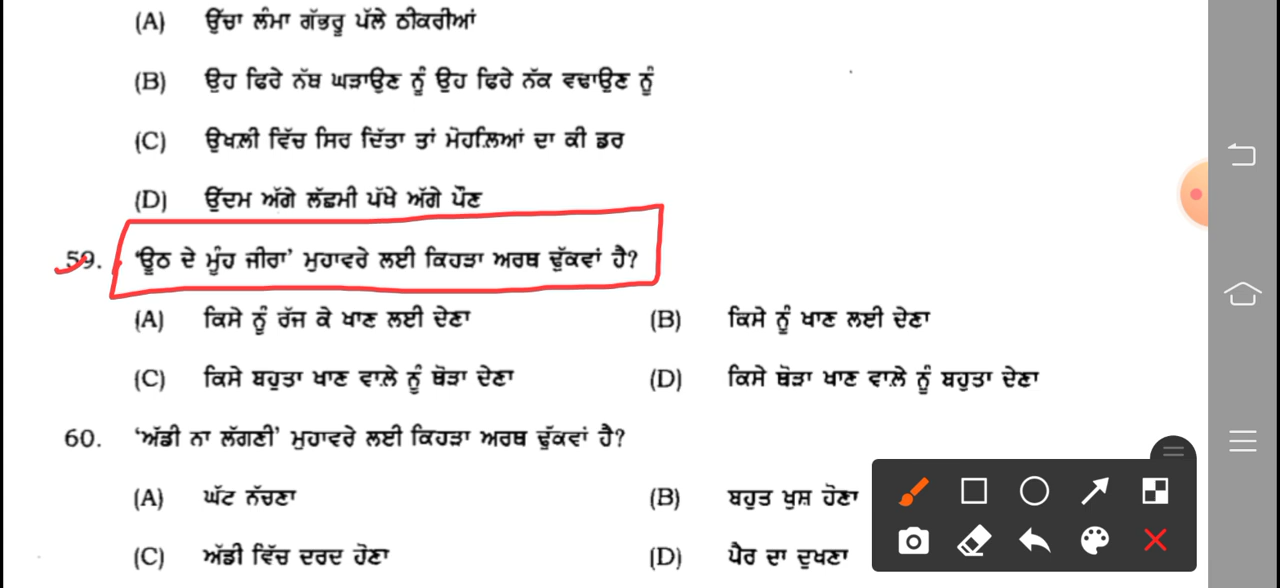 (A) ਉੱਚਾ ਲੰਮਾ ਗੱਭਰੂ ਪੱਲੇ ਠੀਕਰੀਆਂ
(B) ਉਹ ਫਿਰੇ ਨੱਥ ਘੜਾਉਣ ਨੂੰ ਉਹ ਫਿਰੇ ਨੱਕ ਵਢਾਉਣ ਨੂੰ
(C) ਉਖਲੀ ਵਿੱਚ ਸਿਰ ਦਿੱਤਾ ਤਾਂ ਮੋਹਲਿਆਂ ਦਾ ਕੀ ਡਰ
(D) ਉੱਦਮ ਅੱਗੇ ਲੱਛਮੀ ਪੱਖੇ ਅੱਗੇ ਪੌਣ
59. 'ਊਠ ਦੇ ਮੂੰਹ ਜੀਰਾ' ਮੁਹਾਵਰੇ ਲਈ ਕਿਹੜਾ ਅਰਥ ਢੁੱਕਵਾਂ ਹੈ?
(A) ਕਿਸੇ ਨੂੰ ਰੱਜ ਕੇ ਖਾਣ ਲਈ ਦੇਣਾ (B) ਕਿਸੇ ਨੂੰ ਖਾਣ ਲਈ ਦੇਣਾ
(C) ਕਿਸੇ ਬਹੁਤਾ ਖਾਣ ਵਾਲੇ ਨੂੰ ਥੋੜਾ ਦੇਣਾ (D) ਕਿਸੇ ਥੋੜਾ ਖਾਣ ਵਾਲੇ ਨੂੰ ਬਹੁਤਾ ਦੇਣਾ
60. 'ਅੱਡੀ ਨਾ ਲੱਗਣੀ' ਮੁਹਾਵਰੇ ਲਈ ਕਿਹੜਾ ਅਰਥ ਢੁੱਕਵਾਂ ਹੈ?
(A) ਘੱਟ ਨੱਚਣਾ (B) ਬਹੁਤ ਖੁਸ਼ ਹੋਣਾ
(C) ਅੱਡੀ ਵਿੱਚ ਦਰਦ ਹੋਣਾ (D) ਪੈਰ ਦਾ ਦੁਖਣਾ